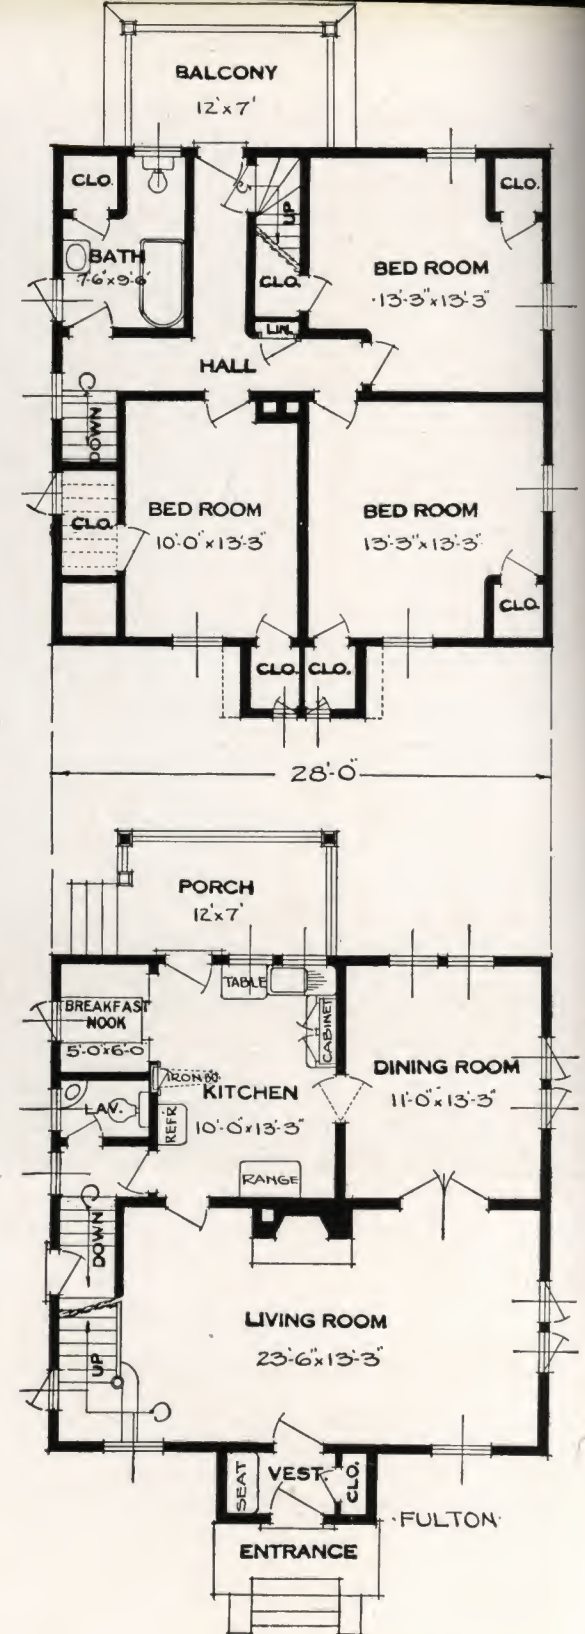 BALCONY
12'x7'
CLO.
CLO.
UP
BATH
7'-6"x9'-6"
CLO.
BED ROOM
13'-3"x13'-3"
LIN.
HALL
DOWN
BED ROOM
10'-0"x13'-3"
BED ROOM
13'-3"x13'-3"
CLO.
CLO.
CLO.
CLO.
28'-0"
PORCH
12'x7'
TABLE
BREAKFAST
NOOK
5'-0"x6'-0
CABINET
DINING ROOM
11'-0"x13'-3"
IRON BD.
KITCHEN
10'-0"x13'-3"
LAV.
REFR.
RANGE
DOWN
LIVING ROOM
23'-6"x13'-3"
UP
SEAT
VEST.
CLO.
·FULTON·
ENTRANCE